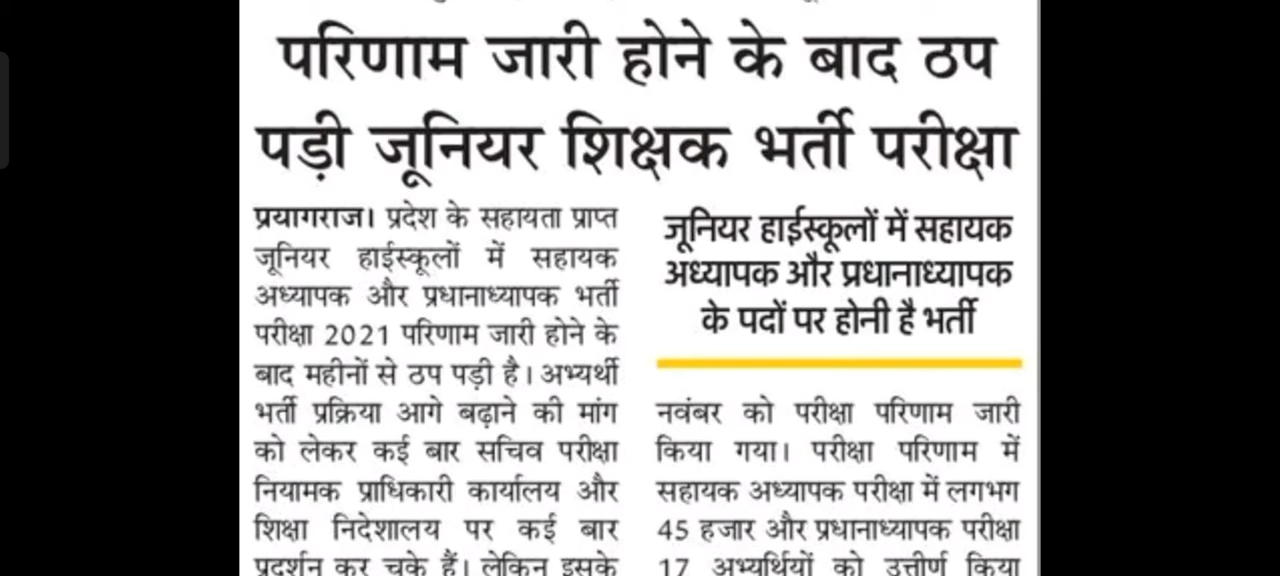 परिणाम जारी होने के बाद ठप
पड़ी जूनियर शिक्षक भर्ती परीक्षा
प्रयागराज। प्रदेश के सहायता प्राप्त
जूनियर हाईस्कूलों में सहायक
अध्यापक और प्रधानाध्यापक भर्ती
परीक्षा 2021 परिणाम जारी होने के
बाद महीनों से ठप पड़ी है। अभ्यर्थी
भर्ती प्रक्रिया आगे बढ़ाने की मांग
को लेकर कई बार सचिव परीक्षा
नियामक प्राधिकारी कार्यालय और
शिक्षा निदेशालय पर कई बार
प्रदर्शन कर चुके हैं। लेकिन इसके
जूनियर हाईस्कूलों में सहायक
अध्यापक और प्रधानाध्यापक
के पदों पर होनी है भर्ती
नवंबर को परीक्षा परिणाम जारी
किया गया। परीक्षा परिणाम में
सहायक अध्यापक परीक्षा में लगभग
45 हजार और प्रधानाध्यापक परीक्षा
17 अभ्यर्थियों को उत्तीर्ण किया